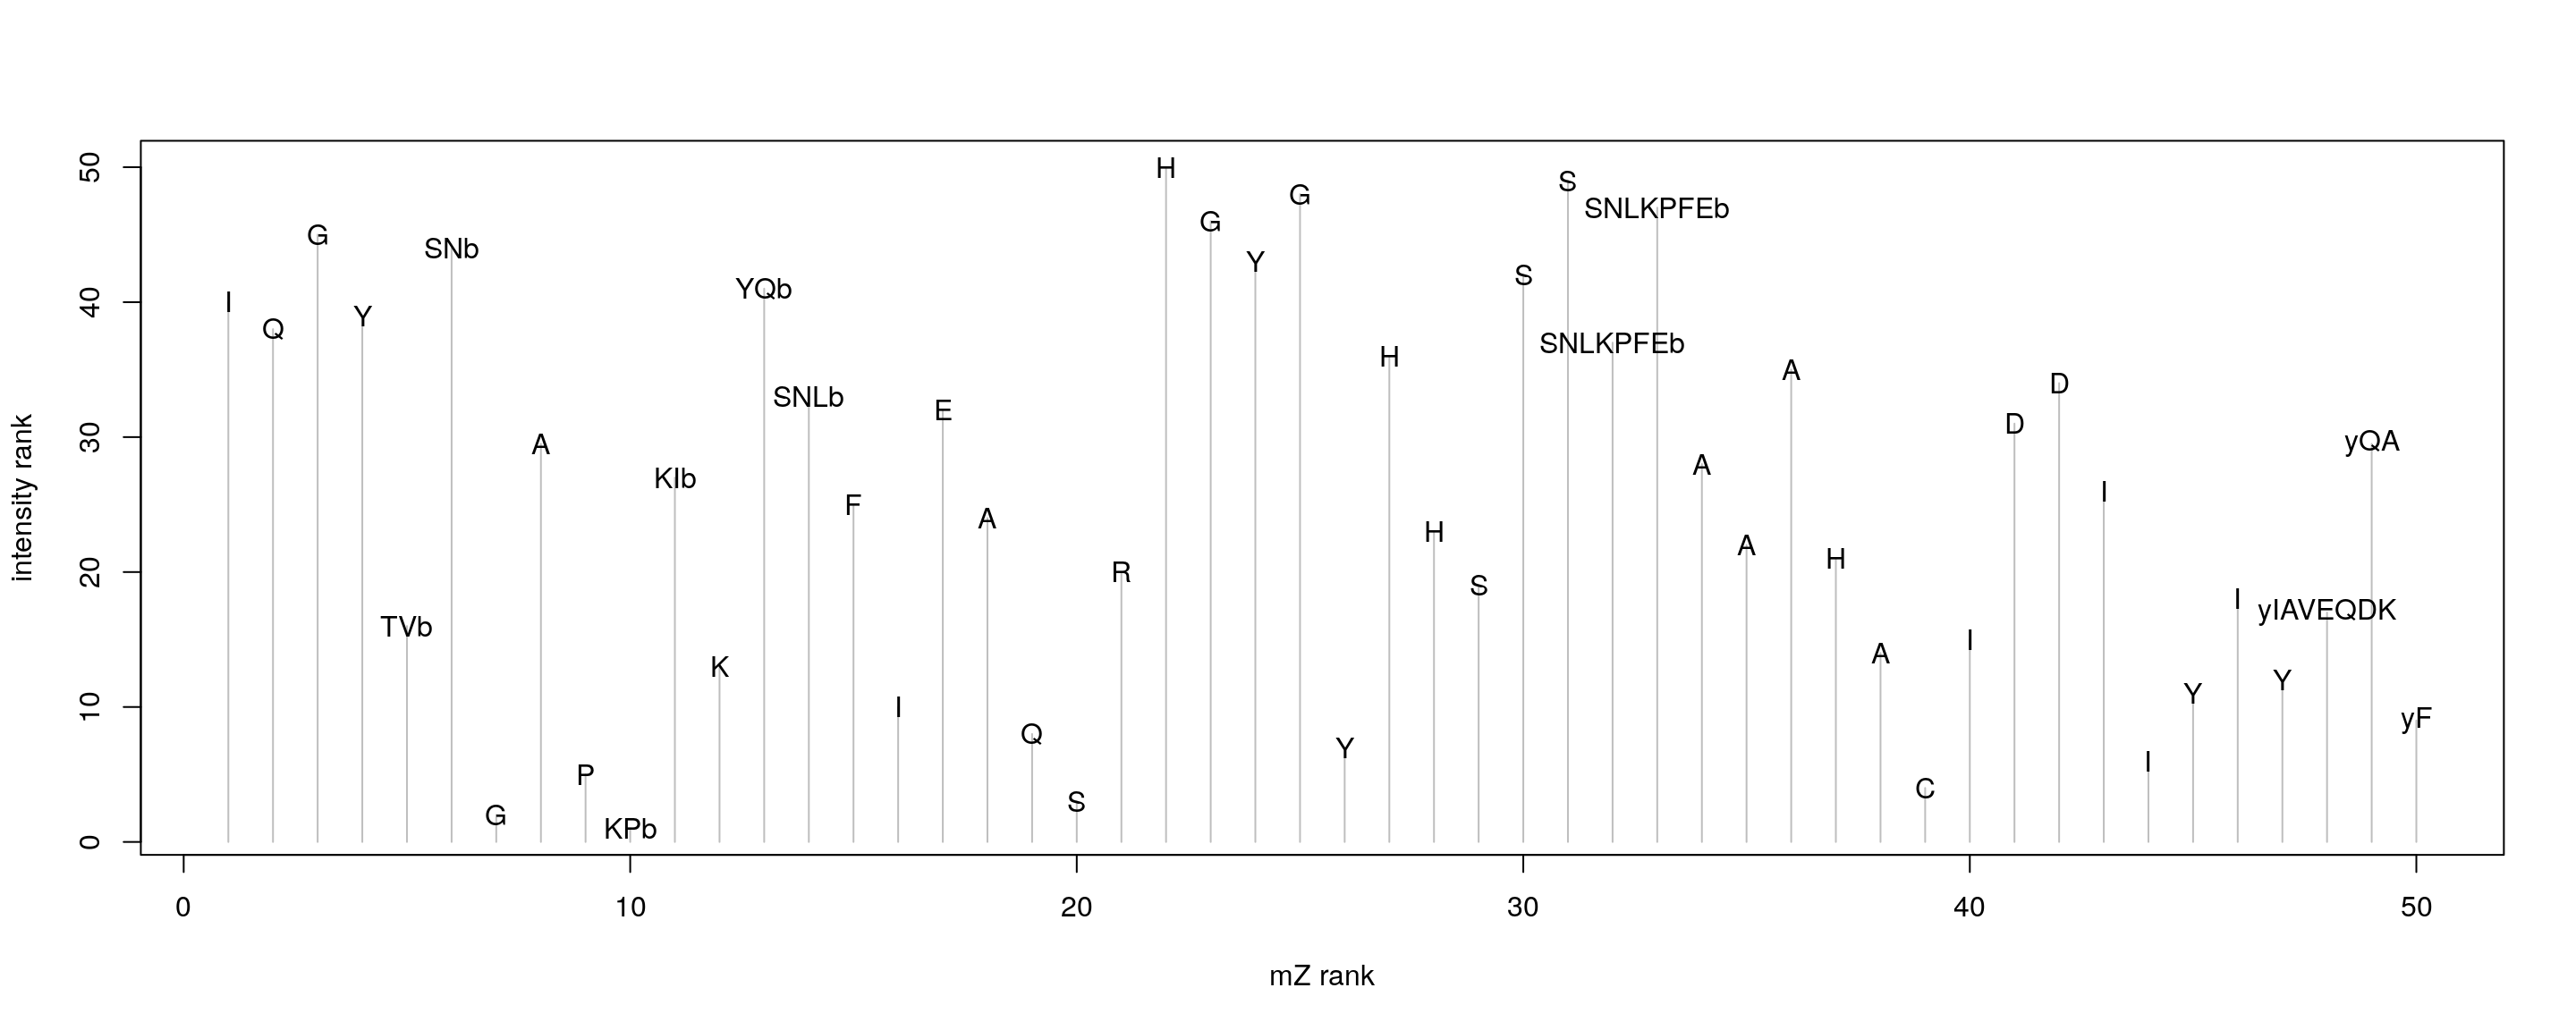 intensity rank
50
40
30
20
10
0
I
Q
G
Y
TVb
SNb
G
A
P
KPb
KIb
K
YQb
SNLb
F
I
E
A
Q
S
R
H
G
Y
G
Y
H
H
S
S
S
SNLKPFEb
SNLKPFEb
A
A
A
H
A
C
I
D
D
I
I
Y
I
Y
yIAVEQDK
yQA
yF
0
10
20
30
40
50
mZ rank